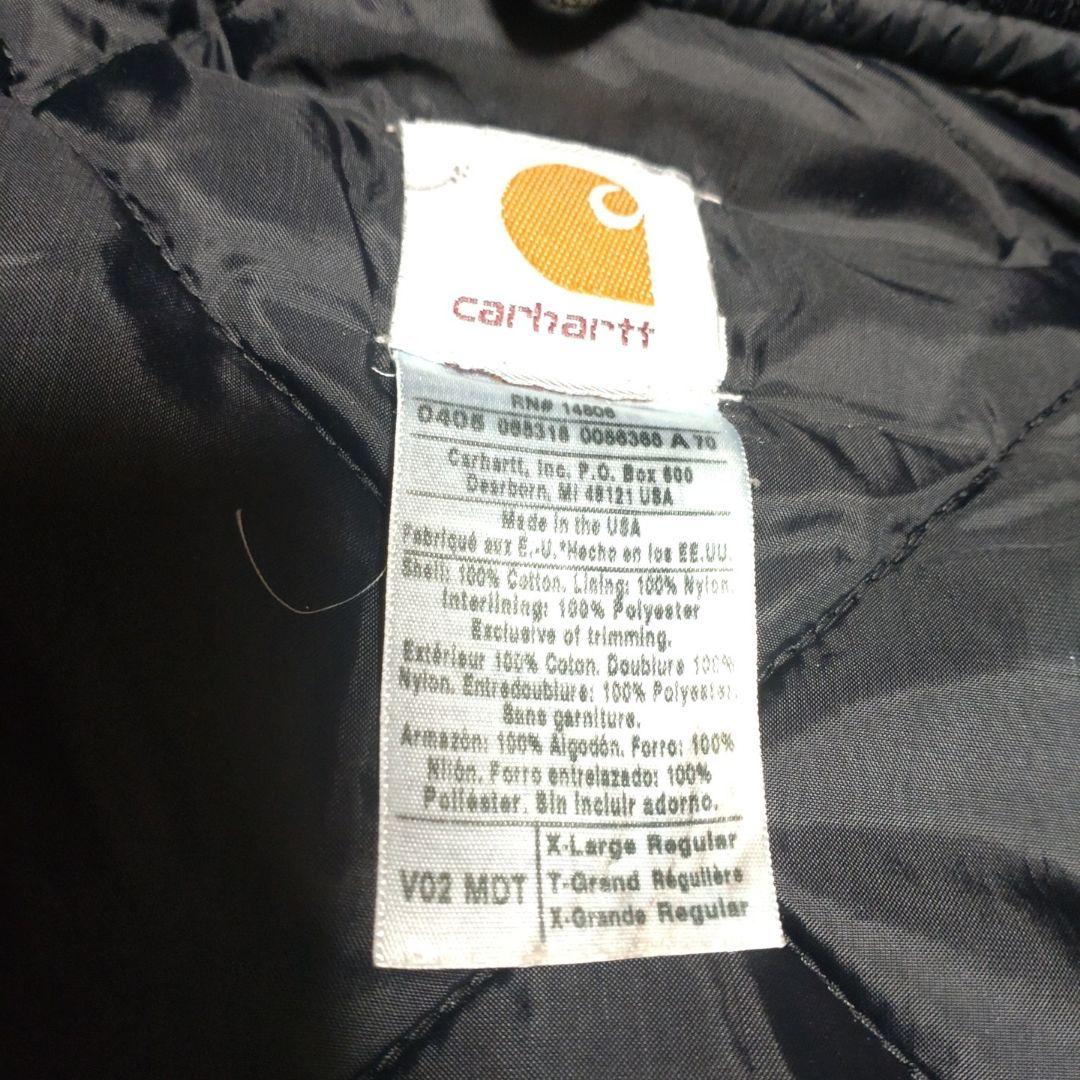 carhartt
RN# 14806
0405 065316 0056366 A 70
Carhartt, Inc. P.O. Box 600
Dearborn, MI 48121 USA
Made in the USA
Fabriqué aux E.-U.*Hecho en los EE.UU.
Shell: 100% Cotton. Lining: 100% Nylon.
Interlining: 100% Polyester
Exclusive of trimming.
Extérieur 100% Coton. Doublure 100%
Nylon. Entredoublure: 100% Polyester.
Sans garniture.
Armazón: 100% Algodón. Forro: 100%
Nilón. Forro entrelazado: 100%
Poliéster. Sin incluir adorno.
V02 MDT
X-Large Regular
T-Grand Régulière
X-Grande Regular